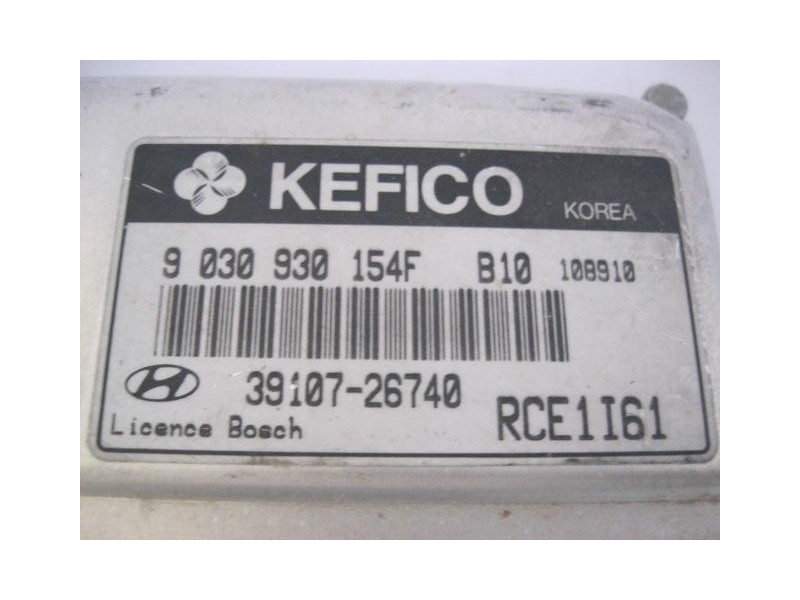 KEFICO KOREA
9 030 930 154F B10 108910
39107-26740 RCE1I61
Licence Bosch